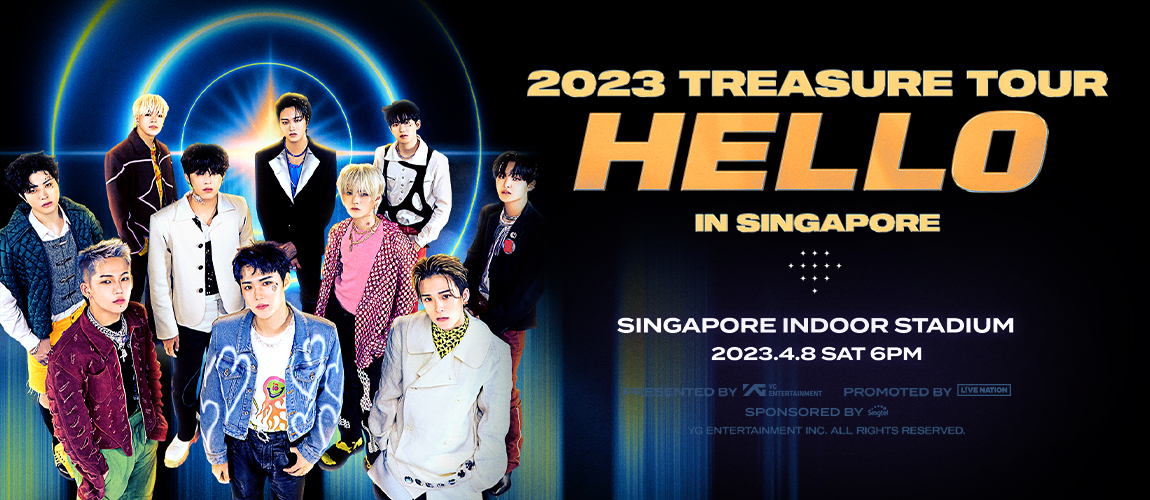 2023 TREASURE TOUR
HELLO
IN SINGAPORE
SINGAPORE INDOOR STADIUM
2023.4.8 SAT 6PM
PRESENTED BY YG ENTERTAINMENT PROMOTED BY LIVE NATION
SPONSORED BY Singtel
YG ENTERTAINMENT INC. ALL RIGHTS RESERVED.